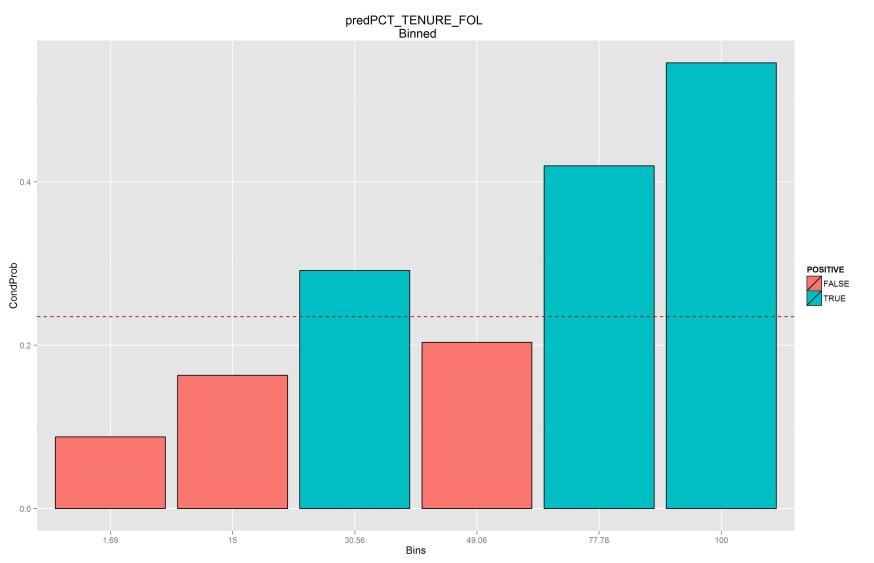 predPCT_TENURE_FOL
Binned
CondProb
0.4
0.2
0.0
1.69
15
30.56
49.06
77.78
100
Bins
POSITIVE
FALSE
TRUE